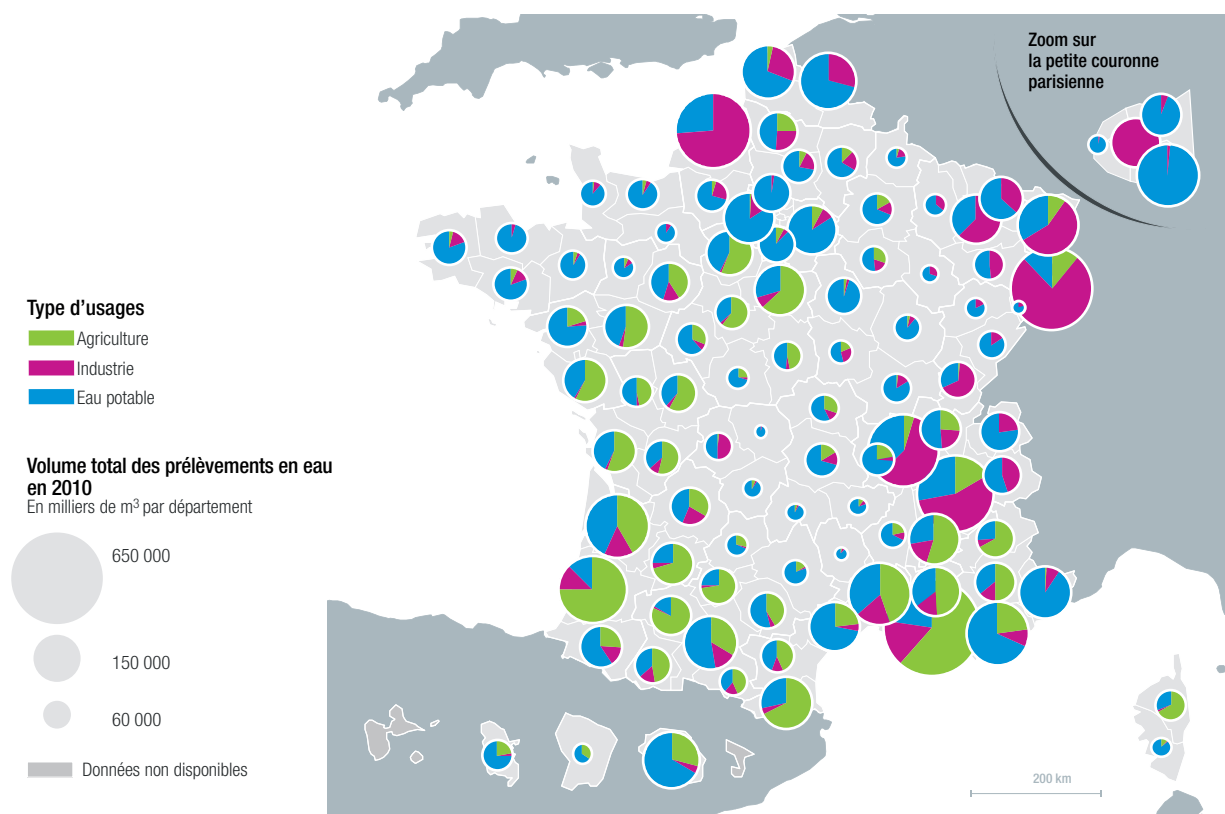 Zoom sur
la petite couronne
parisienne
Type d’usages
Agriculture
Industrie
Eau potable
Volume total des prélèvements en eau
en 2010
En milliers de m³ par département
650 000
150 000
60 000
Données non disponibles
200 km